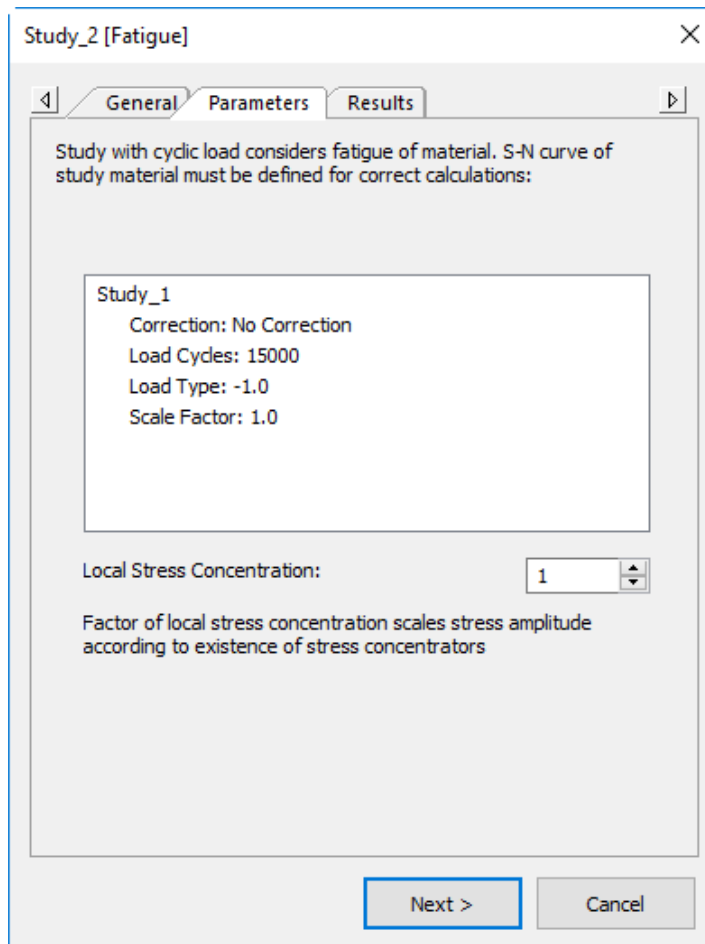 Study_2 [Fatigue]
General Parameters Results
Study with cyclic load considers fatigue of material. S-N curve of
study material must be defined for correct calculations:
Study_1
Correction: No Correction
Load Cycles: 15000
Load Type: -1.0
Scale Factor: 1.0
Local Stress Concentration: 1
Factor of local stress concentration scales stress amplitude
according to existence of stress concentrators
Next > Cancel